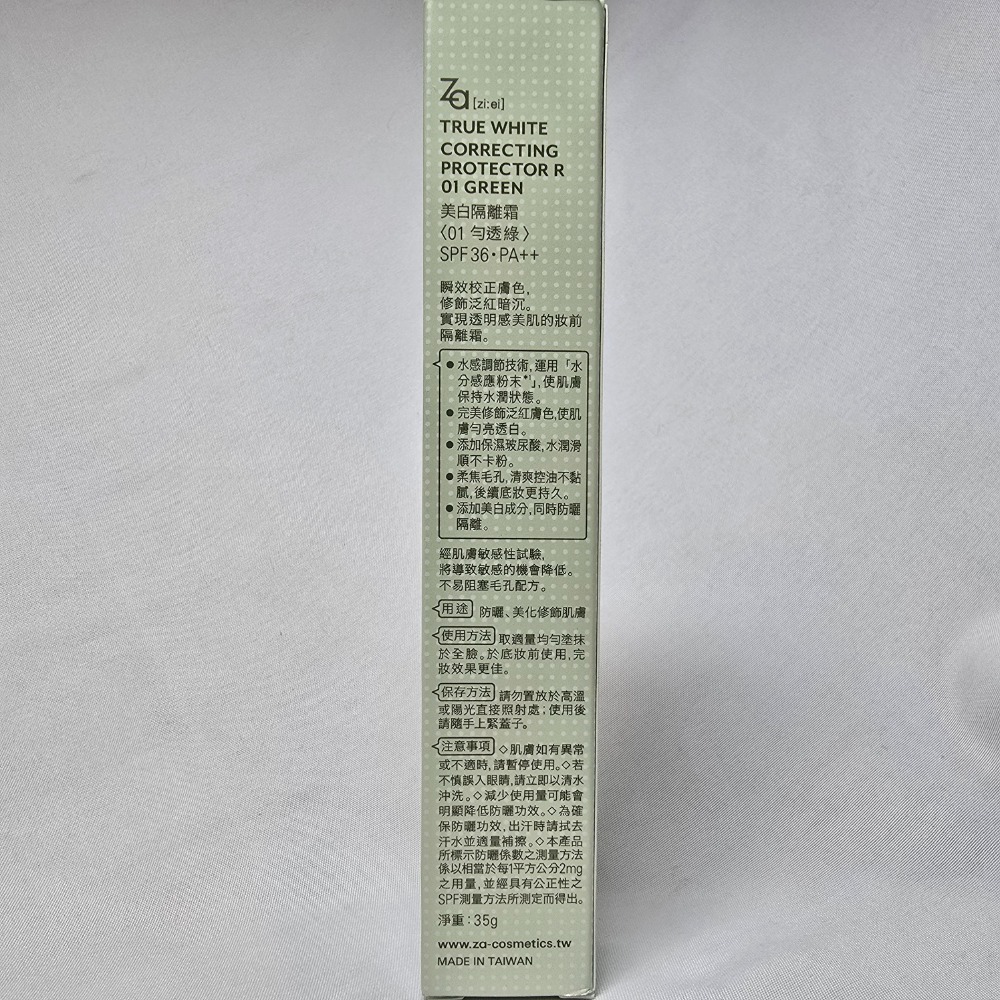 Za [zi:ei]
TRUE WHITE
CORRECTING
PROTECTOR R
01 GREEN
美白隔離霜
〈01 勻透綠〉
SPF36・PA++
瞬效校正膚色,
修飾泛紅暗沉。
實現透明感美肌的妝前
隔離霜。
●水感調節技術,運用「水
分感應粉末*¹」,使肌膚
保持水潤狀態。
●完美修飾泛紅膚色,使肌
膚勻亮透白。
●添加保濕玻尿酸,水潤滑
順不卡粉。
●柔焦毛孔,清爽控油不黏
膩,後續底妝更持久。
●添加美白成分,同時防曬
隔離。
經肌膚敏感性試驗,
將導致敏感的機會降低。
不易阻塞毛孔配方。
用途 防曬、美化修飾肌膚
使用方法 取適量均勻塗抹
於全臉。於底妝前使用,完
妝效果更佳。
保存方法 請勿置放於高溫
或陽光直接照射處;使用後
請隨手上緊蓋子。
注意事項 ◇肌膚如有異常
或不適時,請暫停使用。◇若
不慎誤入眼睛,請立即以清水
沖洗。◇減少使用量可能會
明顯降低防曬功效。◇為確
保防曬功效,出汗時請拭去
汗水並適量補擦。◇本產品
所標示防曬係數之測量方法
係以相當於每1平方公分2mg
之用量,並經具有公正性之
SPF測量方法所測定而得出。
淨重:35g
www.za-cosmetics.tw
MADE IN TAIWAN